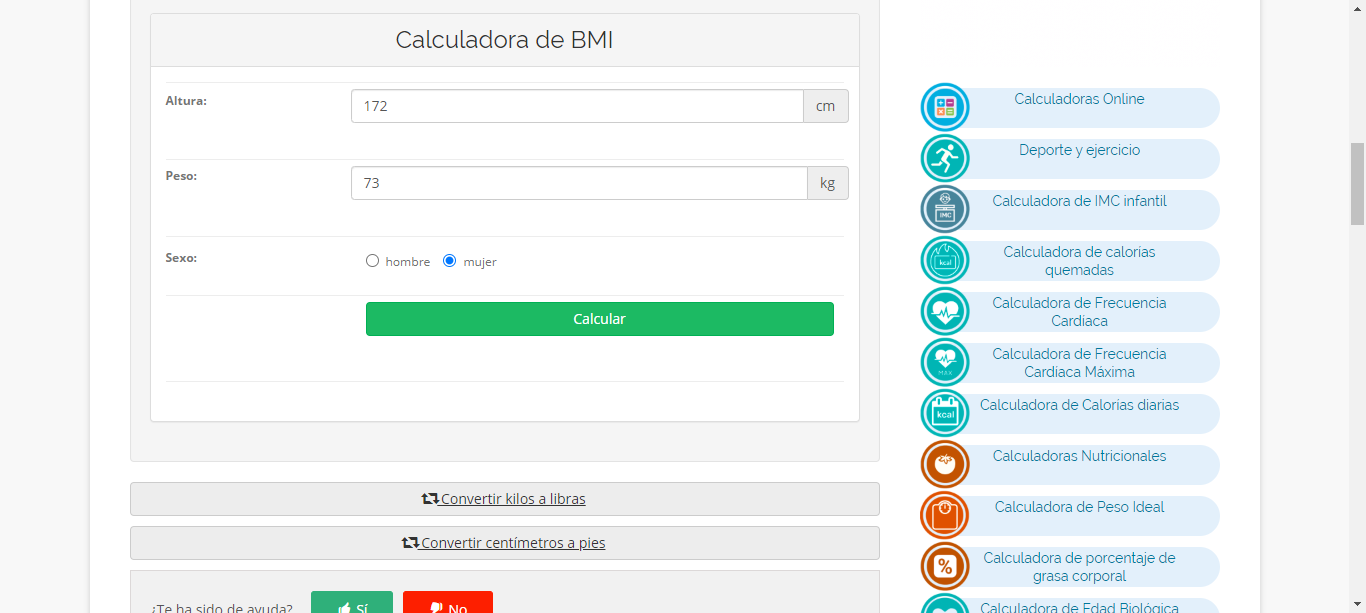 Calculadora de BMI
Altura:
172
cm
Peso:
73
kg
Sexo:
hombre
mujer
Calcular
Convertir kilos a libras
Convertir centímetros a pies
¿Te ha sido de ayuda?
Sí
No
Calculadoras Online
Deporte y ejercicio
IMC
Calculadora de IMC infantil
kcal
Calculadora de calorías
quemadas
Calculadora de Frecuencia
Cardiaca
MAX
Calculadora de Frecuencia
Cardiaca Máxima
kcal
Calculadora de Calorías diarias
Calculadoras Nutricionales
Calculadora de Peso Ideal
%
Calculadora de porcentaje de
grasa corporal
Calculadora de Edad Biológica